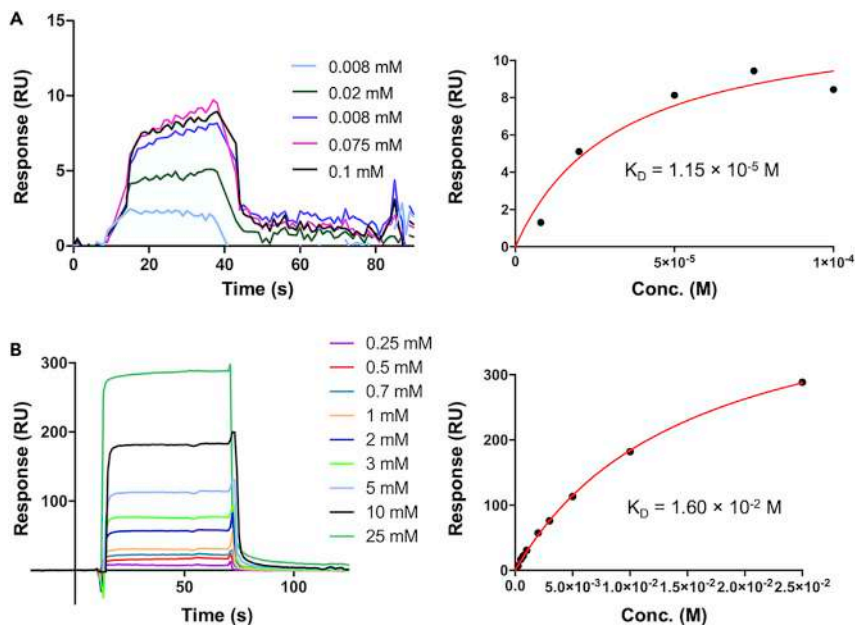 A
Response (RU)
15
10
5
0
0 20 40 60 80
Time (s)
0.008 mM
0.02 mM
0.008 mM
0.075 mM
0.1 mM
Response (RU)
10
8
6
4
2
0
0 5×10-5 1×10-4
Conc. (M)
KD = 1.15 × 10-5 M
B
Response (RU)
300
200
100
50 100
Time (s)
0.25 mM
0.5 mM
0.7 mM
1 mM
2 mM
3 mM
5 mM
10 mM
25 mM
Response (RU)
300
200
100
0
0.0 5.0×10-3 1.0×10-2 1.5×10-2 2.0×10-2 2.5×10-2
Conc. (M)
KD = 1.60 × 10-2 M